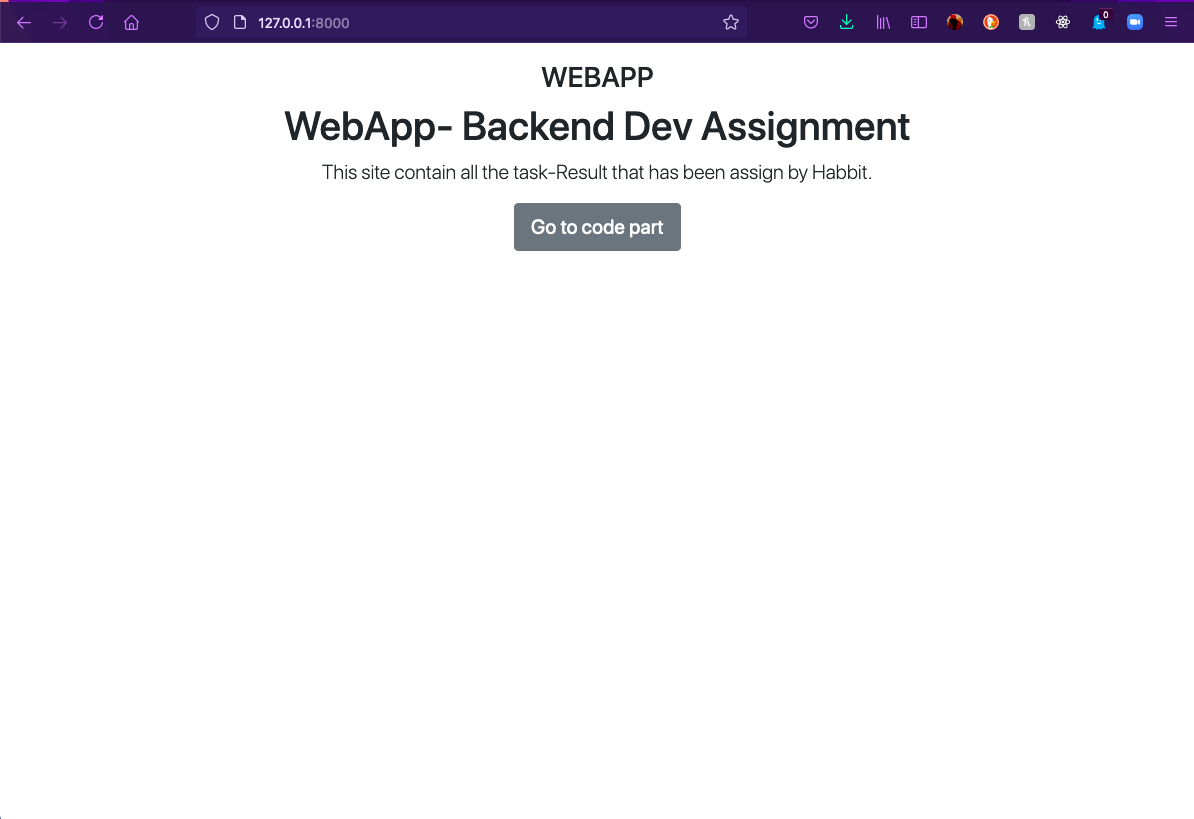 127.0.0.1:8000
0
WEBAPP
WebApp- Backend Dev Assignment
This site contain all the task-Result that has been assign by Habbit.
Go to code part